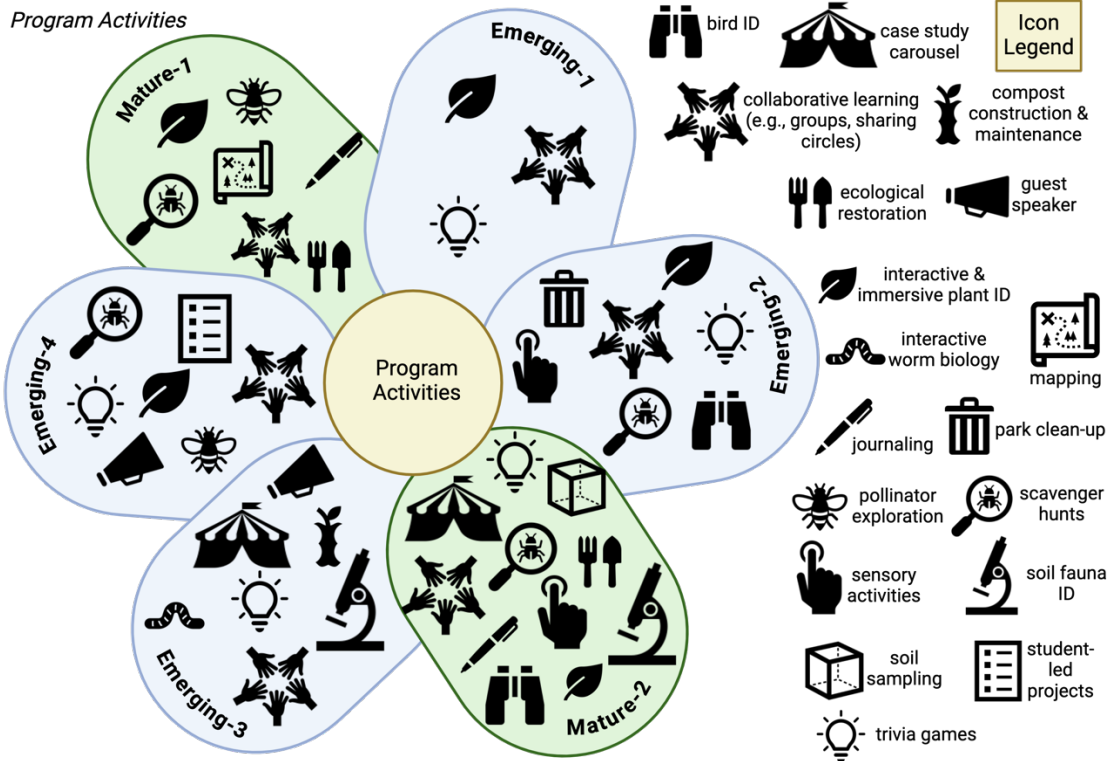 Program Activities
Mature-1
Emerging-1
Emerging-2
Emerging-4
Program
Activities
Emerging-3
Mature-2
bird ID
case study
carousel
Icon
Legend
collaborative learning
(e.g., groups, sharing
circles)
compost
construction &
maintenance
ecological
restoration
guest
speaker
interactive &
immersive plant ID
interactive
worm biology
mapping
journaling
park clean-up
pollinator
exploration
scavenger
hunts
sensory
activities
soil fauna
ID
soil
sampling
student-
led
projects
trivia games